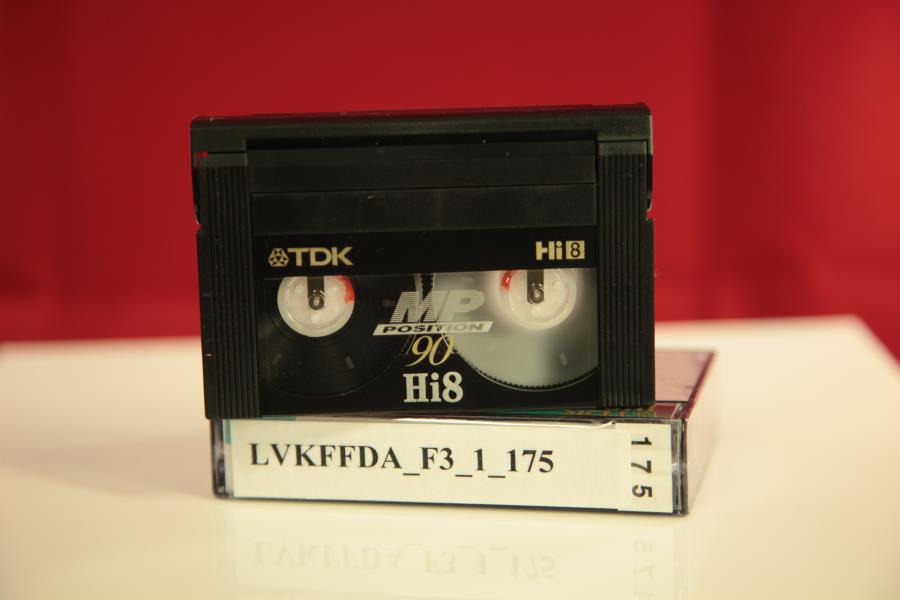 TDK Hi8
MP
POSITION
90
Hi8
LVKFFDA_F3_1_175
175